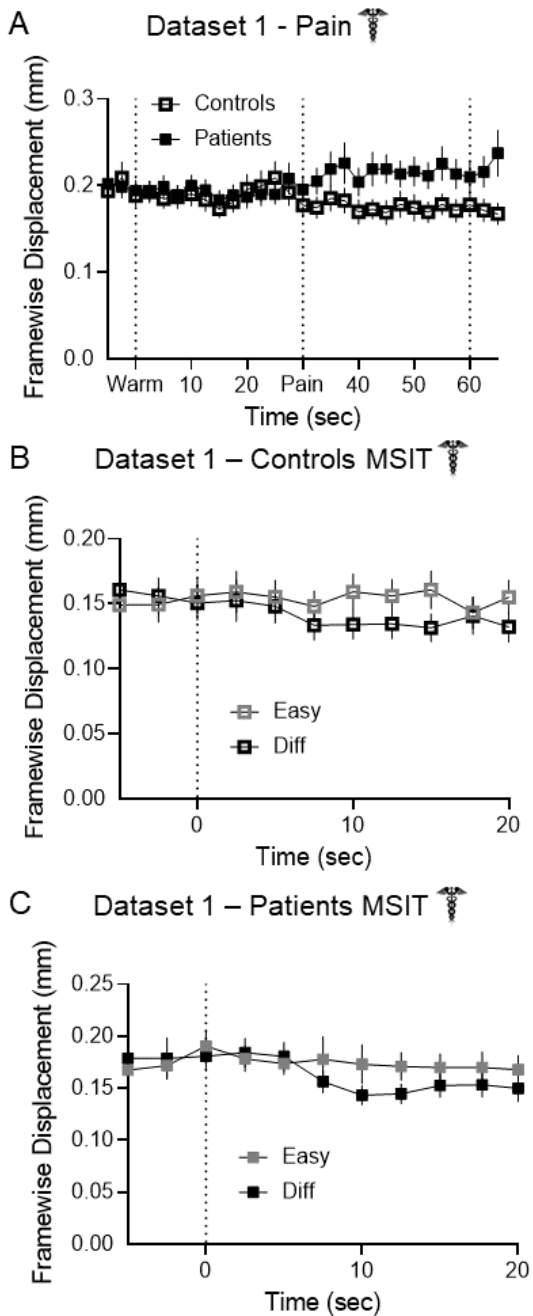 A
Dataset 1 - Pain
Controls
Patients
Framewise Displacement (mm)
0.3
0.2
0.1
0.0
Warm 10 20 Pain 40 50 60
Time (sec)
B
Dataset 1 – Controls MSIT
Framewise Displacement (mm)
0.20
0.15
0.10
0.05
0.00
Easy
Diff
0 10 20
Time (sec)
C
Dataset 1 – Patients MSIT
Framewise Displacement (mm)
0.25
0.20
0.15
0.10
0.05
0.00
Easy
Diff
0 10 20
Time (sec)